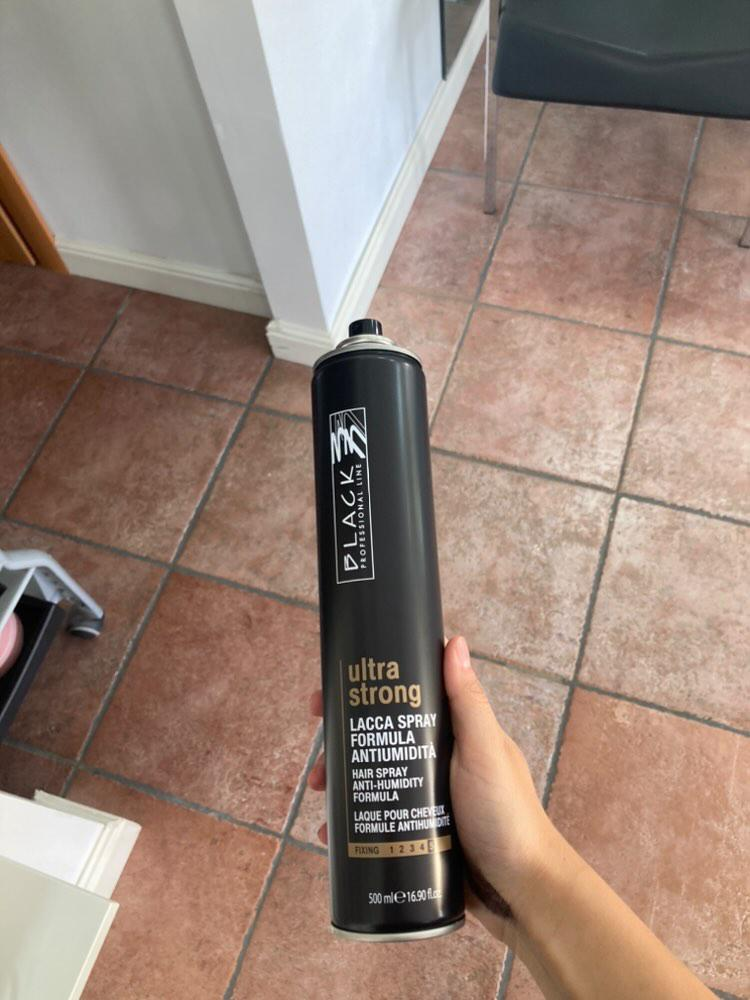 BLACK
PROFESSIONAL LINE
ultra
strong
LACCA SPRAY
FORMULA
ANTIUMIDITÀ
HAIR SPRAY
ANTI-HUMIDITY
FORMULA
LAQUE POUR CHEVEUX
FORMULE ANTIHUMIDITÉ
FIXING 1 2 3 4 5
500 ml ℮ 16.90 fl.oz.